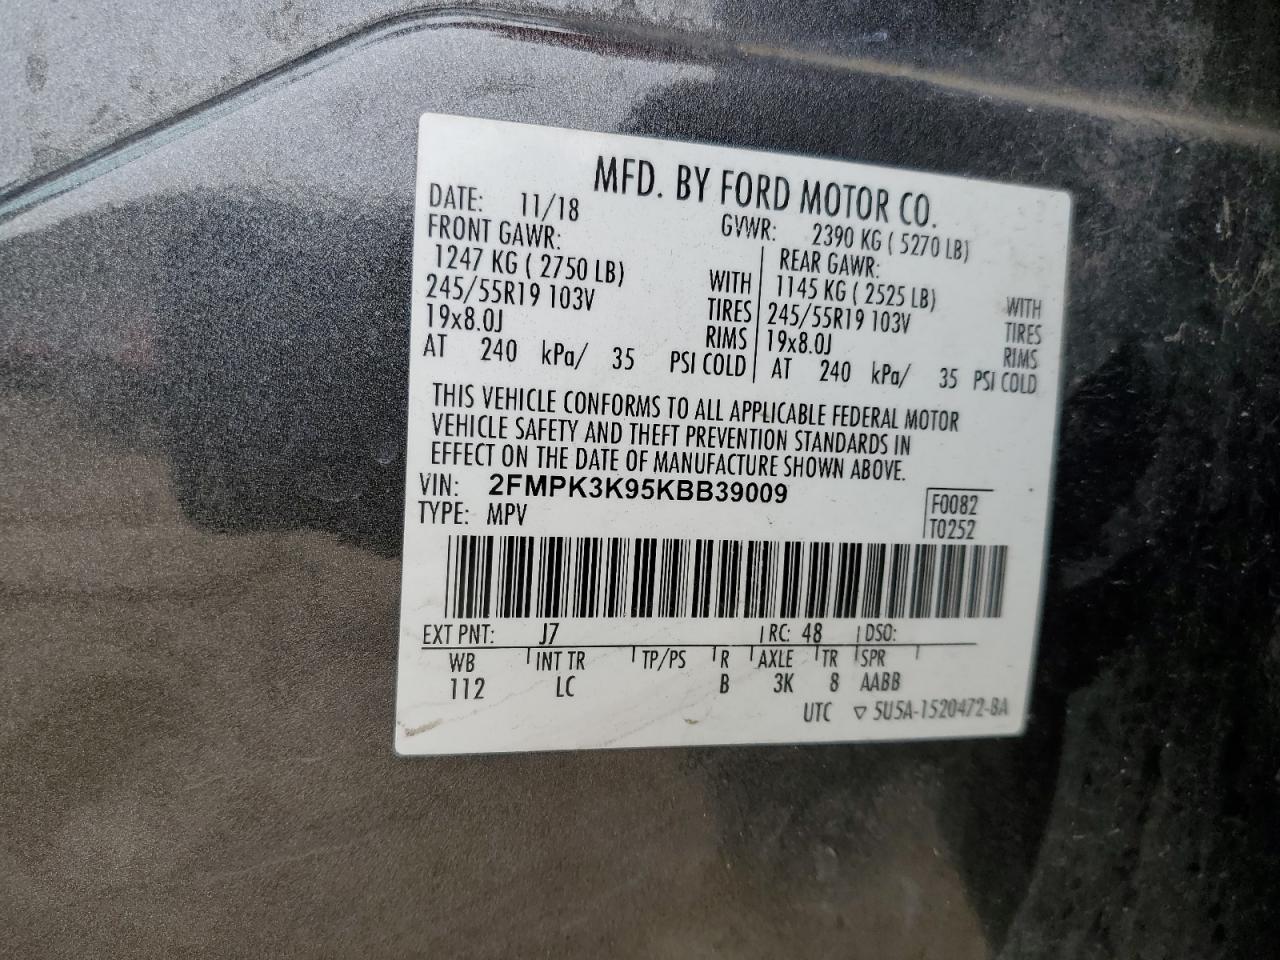 MFD. BY FORD MOTOR CO.
DATE: 11/18 GVWR: 2390 KG ( 5270 LB)
FRONT GAWR: REAR GAWR:
1247 KG ( 2750 LB) WITH 1145 KG ( 2525 LB) WITH
245/55R19 103V TIRES 245/55R19 103V TIRES
19x8.0J RIMS 19x8.0J RIMS
AT 240 kPa/ 35 PSI COLD AT 240 kPa/ 35 PSI COLD
THIS VEHICLE CONFORMS TO ALL APPLICABLE FEDERAL MOTOR
VEHICLE SAFETY AND THEFT PREVENTION STANDARDS IN
EFFECT ON THE DATE OF MANUFACTURE SHOWN ABOVE.
VIN: 2FMPK3K95KBB39009 F0082
TYPE: MPV T0252
EXT PNT: J7 RC: 48 DSO:
WB INT TR TP/PS R AXLE TR SPR
112 LC B 3K 8 AABB
UTC ▽ 5U5A-1520472-BA